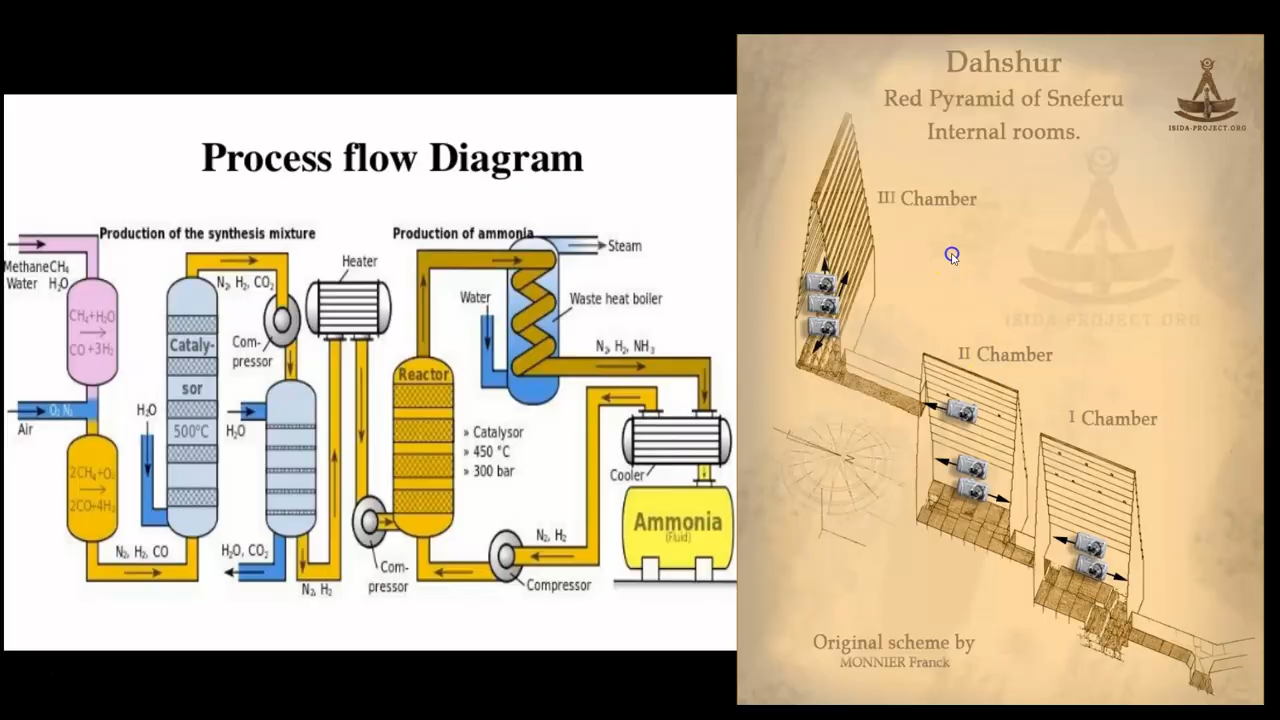 Process flow Diagram
Production of the synthesis mixture
Production of ammonia
Steam
Methane CH₄
Water H₂O
N₂, H₂, CO₂
Heater
Water
Waste heat boiler
CH₄+H₂O
CO+3H₂
Com-
pressor
Cataly-
sor
500°C
N₂, H₂, NH₃
Reactor
O₂ N₂
Air
H₂O
H₂O
» Catalysor
» 450 °C
» 300 bar
Cooler
2CH₄+O₂
2CO+4H₂
Ammonia
(Fluid)
N₂, H₂, CO
H₂O, CO₂
N₂, H₂
Com-
pressor
N₂, H₂
Compressor
Dahshur
Red Pyramid of Sneferu
Internal rooms.
ISIDA-PROJECT.ORG
III Chamber
ISIDA-PROJECT.ORG
II Chamber
I Chamber
N
Original scheme by
MONNIER Franck